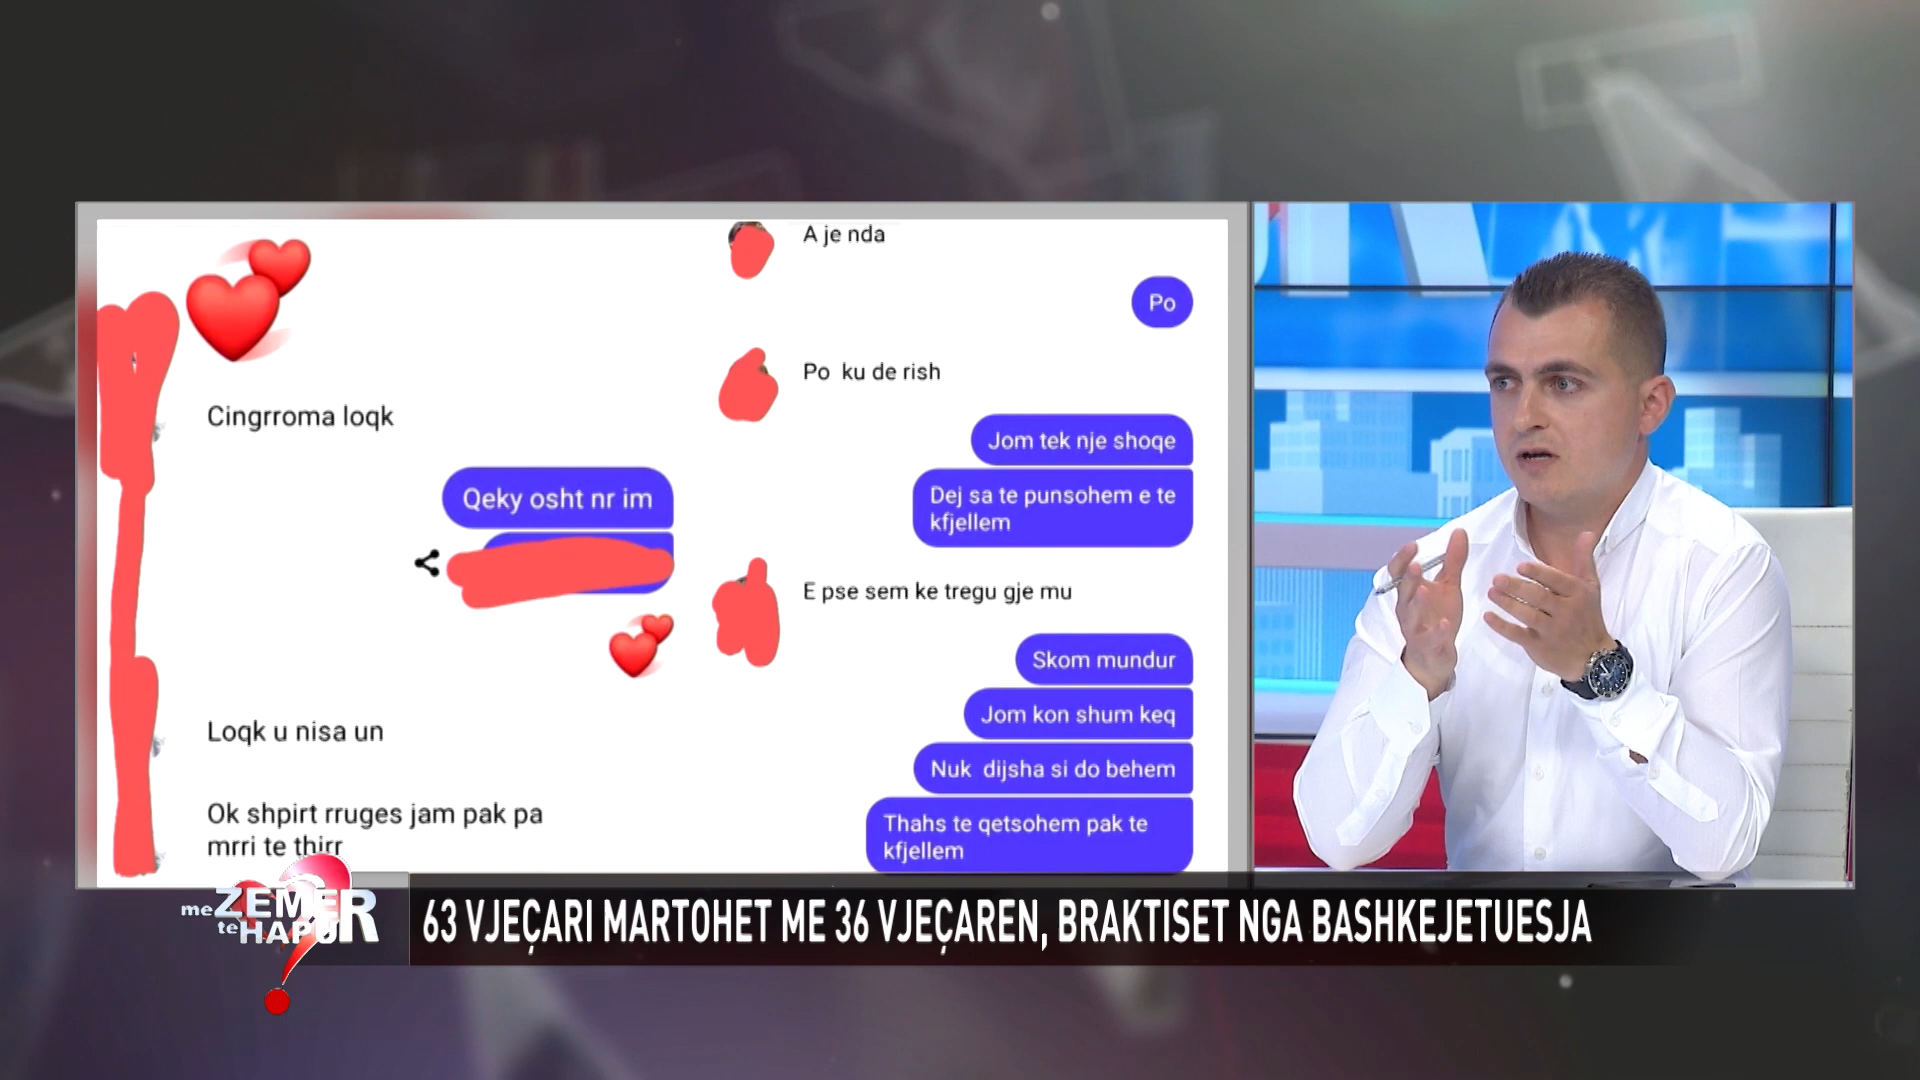 Cingrroma loqk
Qeky osht nr im
Loqk u nisa un
Ok shpirt rruges jam pak pa
mrri te thirr
A je nda
Po
Po ku de rish
Jom tek nje shoqe
Dej sa te punsohem e te
kfjellem
E pse sem ke tregu gje mu
Skom mundur
Jom kon shum keq
Nuk dijsha si do behem
Thahs te qetsohem pak te
kfjellem
me ZEMER
te HAPUR
63 VJEÇARI MARTOHET ME 36 VJEÇAREN, BRAKTISET NGA BASHKEJETUESJA